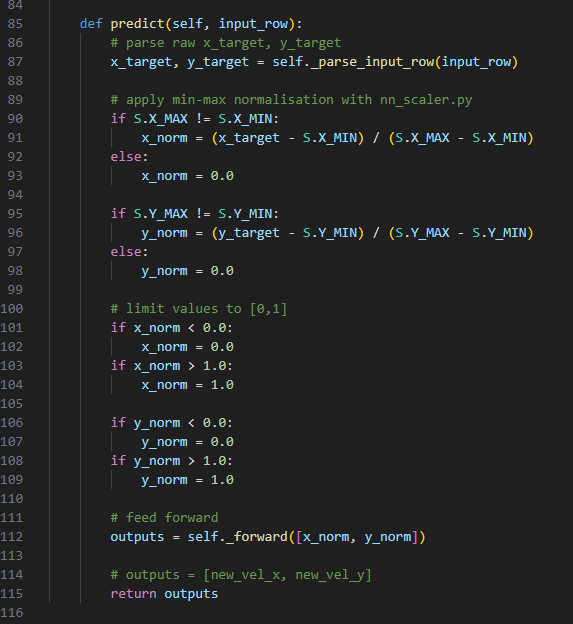 84
85 def predict(self, input_row):
86 # parse raw x_target, y_target
87 x_target, y_target = self._parse_input_row(input_row)
88
89 # apply min-max normalisation with nn_scaler.py
90 if S.X_MAX != S.X_MIN:
91 x_norm = (x_target - S.X_MIN) / (S.X_MAX - S.X_MIN)
92 else:
93 x_norm = 0.0
94
95 if S.Y_MAX != S.Y_MIN:
96 y_norm = (y_target - S.Y_MIN) / (S.Y_MAX - S.Y_MIN)
97 else:
98 y_norm = 0.0
99
100 # limit values to [0,1]
101 if x_norm < 0.0:
102 x_norm = 0.0
103 if x_norm > 1.0:
104 x_norm = 1.0
105
106 if y_norm < 0.0:
107 y_norm = 0.0
108 if y_norm > 1.0:
109 y_norm = 1.0
110
111 # feed forward
112 outputs = self._forward([x_norm, y_norm])
113
114 # outputs = [new_vel_x, new_vel_y]
115 return outputs
116